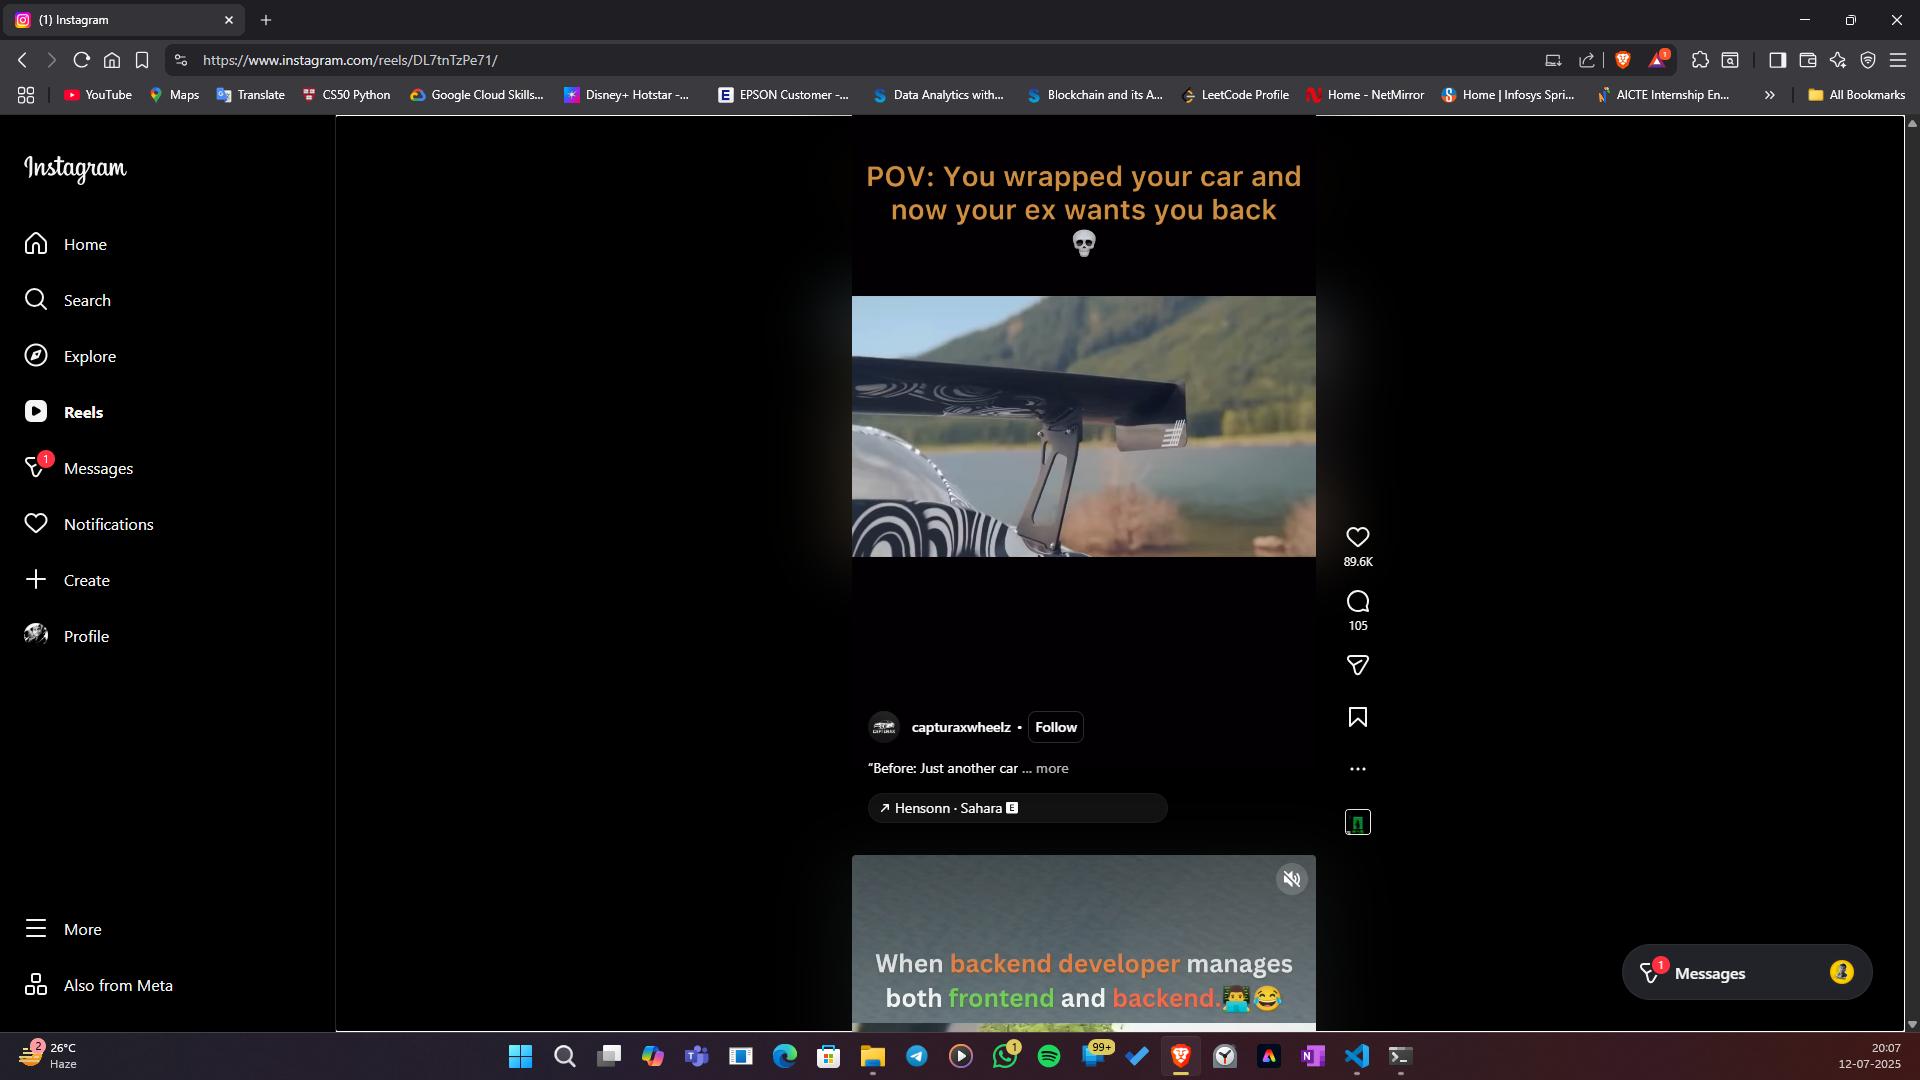 (1) Instagram
https://www.instagram.com/reels/DL7tnTzPe71/
1
YouTube
Maps
Translate
CS50 Python
Google Cloud Skills...
Disney+ Hotstar -...
EPSON Customer -...
Data Analytics with...
Blockchain and its A...
LeetCode Profile
Home - NetMirror
Home | Infosys Spri...
AICTE Internship En...
All Bookmarks
Instagram
Home
Search
Explore
Reels
1
Messages
Notifications
Create
Profile
More
Also from Meta
POV: You wrapped your car and
now your ex wants you back
💀
89.6K
105
capturaxwheelz • Follow
“Before: Just another car ... more
Hensonn · Sahara E
When backend developer manages
both frontend and backend.👨‍💻😂
1
Messages
2
26°C
Haze
1
99+
20:07
12-07-2025